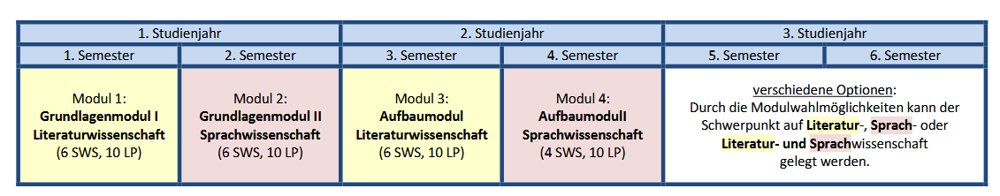 1. Studienjahr
2. Studienjahr
3. Studienjahr
1. Semester
2. Semester
3. Semester
4. Semester
5. Semester
6. Semester
Modul 1:
Grundlagenmodul I
Literaturwissenschaft
(6 SWS, 10 LP)
Modul 2:
Grundlagenmodul II
Sprachwissenschaft
(6 SWS, 10 LP)
Modul 3:
Aufbaumodul
Literaturwissenschaft
(6 SWS, 10 LP)
Modul 4:
AufbaumodulI
Sprachwissenschaft
(4 SWS, 10 LP)
verschiedene Optionen:
Durch die Modulwahlmöglichkeiten kann der
Schwerpunkt auf Literatur-, Sprach- oder
Literatur- und Sprachwissenschaft
gelegt werden.